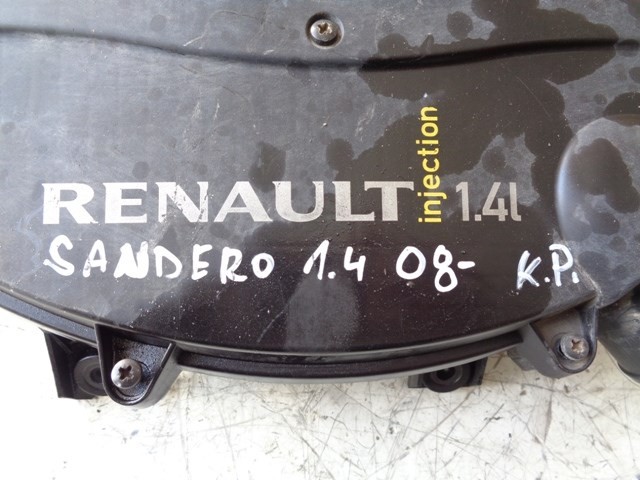 RENAULT injection 1.4l
SANDERO 1.4 08- K.P.